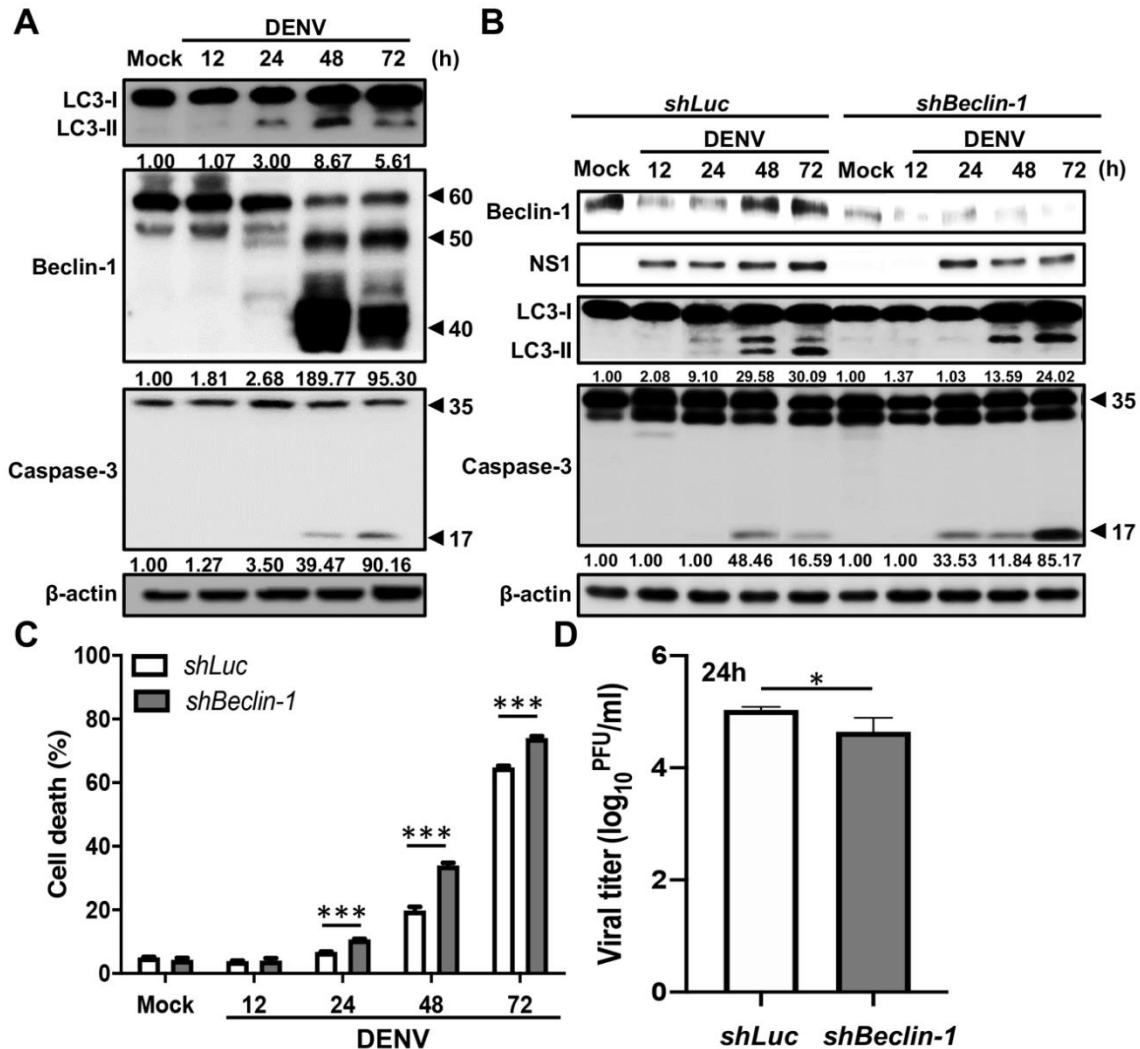 A
DENV
Mock 12 24 48 72 (h)
LC3-I
LC3-II
1.00 1.07 3.00 8.67 5.61
Beclin-1
60
50
40
1.00 1.81 2.68 189.77 95.30
Caspase-3
35
17
1.00 1.27 3.50 39.47 90.16
β-actin
B
shLuc shBeclin-1
DENV DENV
Mock 12 24 48 72 Mock 12 24 48 72 (h)
Beclin-1
NS1
LC3-I
LC3-II
1.00 2.08 9.10 29.58 30.09 1.00 1.37 1.03 13.59 24.02
Caspase-3
35
17
1.00 1.00 1.00 48.46 16.59 1.00 1.00 33.53 11.84 85.17
β-actin
C
shLuc
shBeclin-1
Cell death (%)
100
80
60
40
20
0
***
***
***
Mock 12 24 48 72
DENV
D
24h
*
Viral titer (log10 PFU/ml)
6
4
2
0
shLuc shBeclin-1